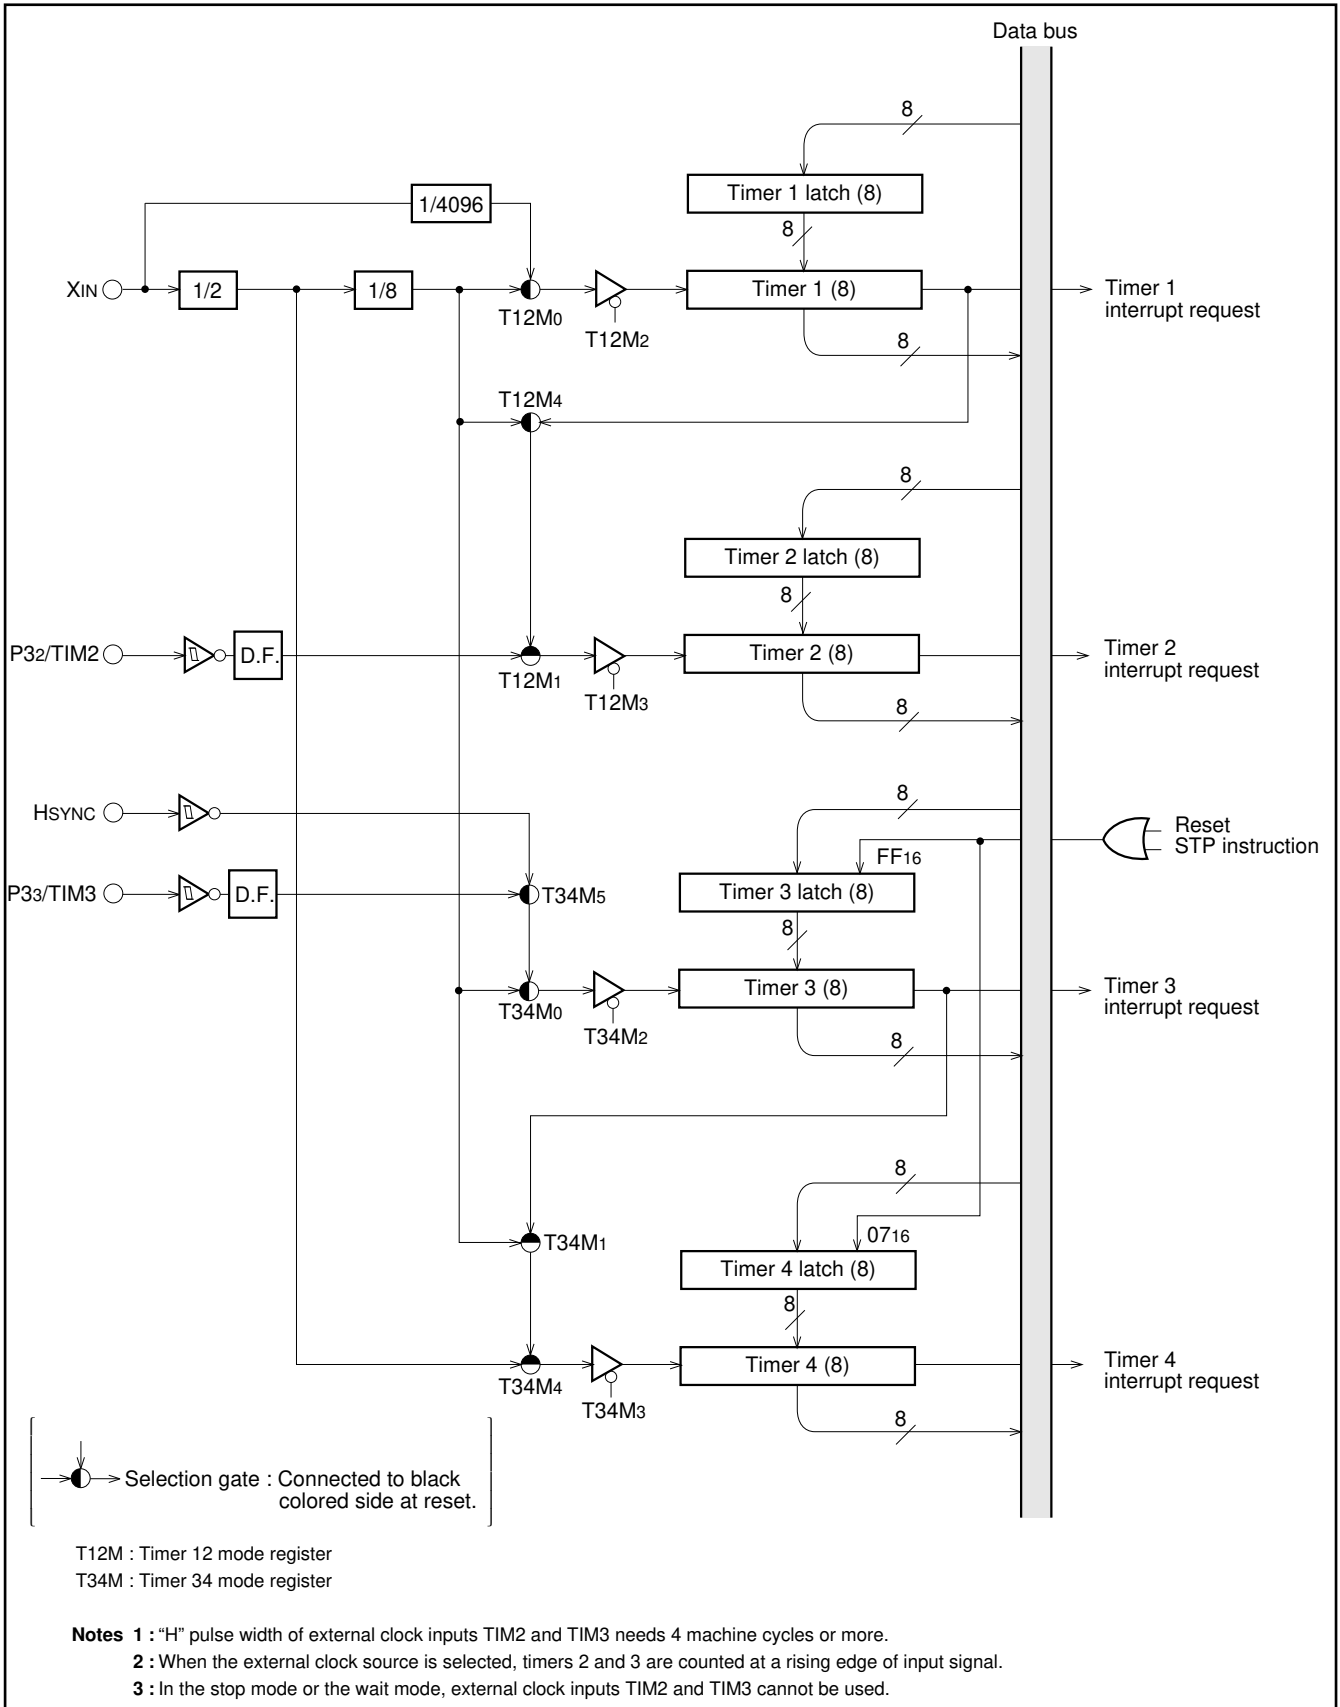 Data bus
8
Timer 1 latch (8)
1/4096
8
XIN
1/2
1/8
T12M0
T12M2
Timer 1 (8)
Timer 1
interrupt request
8
T12M4
8
Timer 2 latch (8)
8
P32/TIM2
D.F.
T12M1
T12M3
Timer 2 (8)
Timer 2
interrupt request
8
HSYNC
8
Reset
STP instruction
FF16
P33/TIM3
D.F.
T34M5
Timer 3 latch (8)
8
T34M0
T34M2
Timer 3 (8)
Timer 3
interrupt request
8
8
T34M1
0716
Timer 4 latch (8)
8
T34M4
T34M3
Timer 4 (8)
Timer 4
interrupt request
8
Selection gate : Connected to black
colored side at reset.
T12M : Timer 12 mode register
T34M : Timer 34 mode register
Notes 1 : “H” pulse width of external clock inputs TIM2 and TIM3 needs 4 machine cycles or more.
2 : When the external clock source is selected, timers 2 and 3 are counted at a rising edge of input signal.
3 : In the stop mode or the wait mode, external clock inputs TIM2 and TIM3 cannot be used.